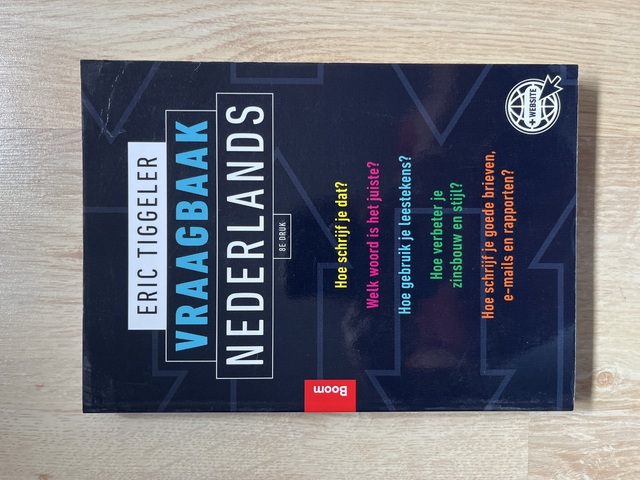 ERIC TIGGELER
VRAAGBAAK
NEDERLANDS
8E DRUK
Hoe schrijf je dat?
Welk woord is het juiste?
Hoe gebruik je leestekens?
Hoe verbeter je
zinsbouw en stijl?
Hoe schrijf je goede brieven,
e-mails en rapporten?
+ WEBSITE
Boom